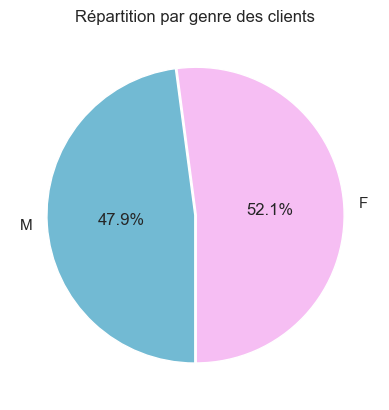 Répartition par genre des clients
F
52.1%
47.9%
M